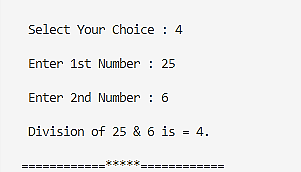 Select Your Choice : 4
Enter 1st Number : 25
Enter 2nd Number : 6
Division of 25 & 6 is = 4.
============*****============